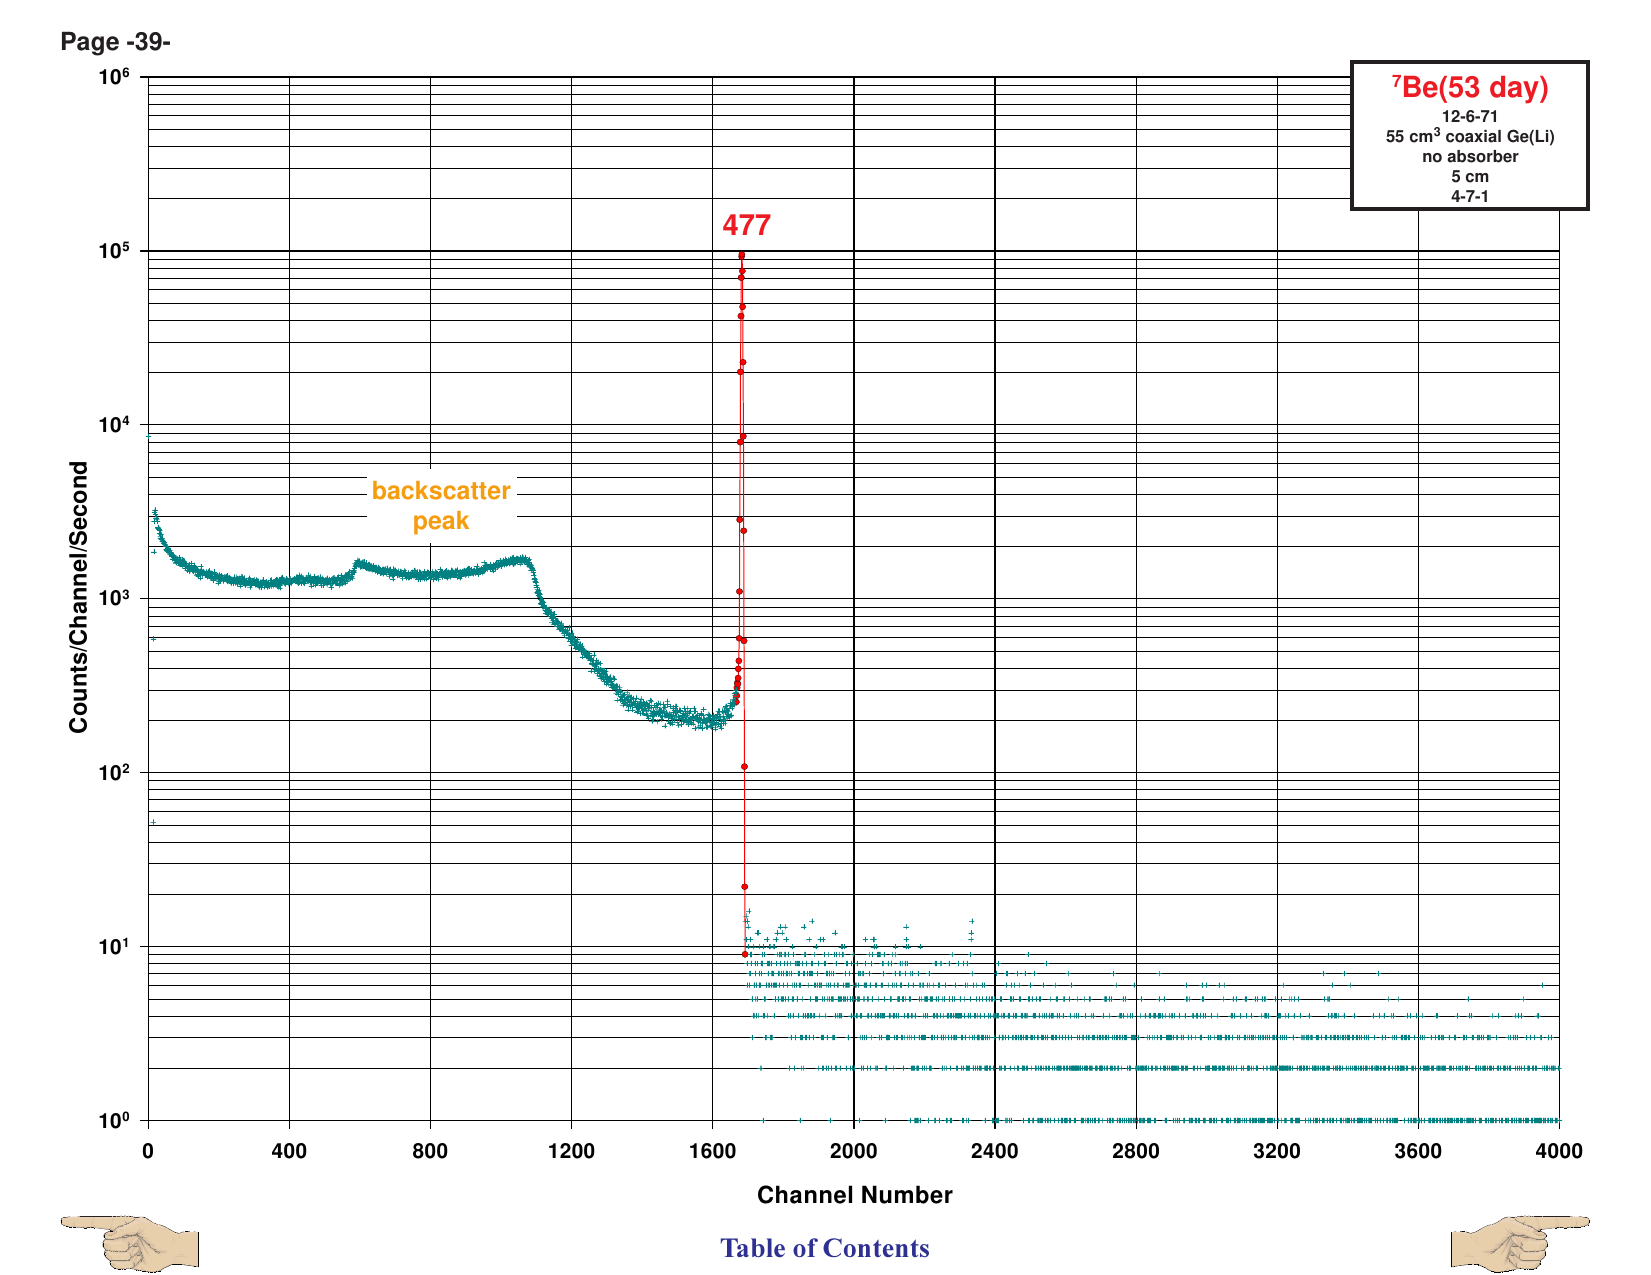 Page -39-
⁷Be(53 day)
12-6-71
55 cm³ coaxial Ge(Li)
no absorber
5 cm
4-7-1
10⁶
10⁵
10⁴
10³
10²
10¹
10⁰
477
backscatter
peak
Counts/Channel/Second
0 400 800 1200 1600 2000 2400 2800 3200 3600 4000
Channel Number
Table of Contents